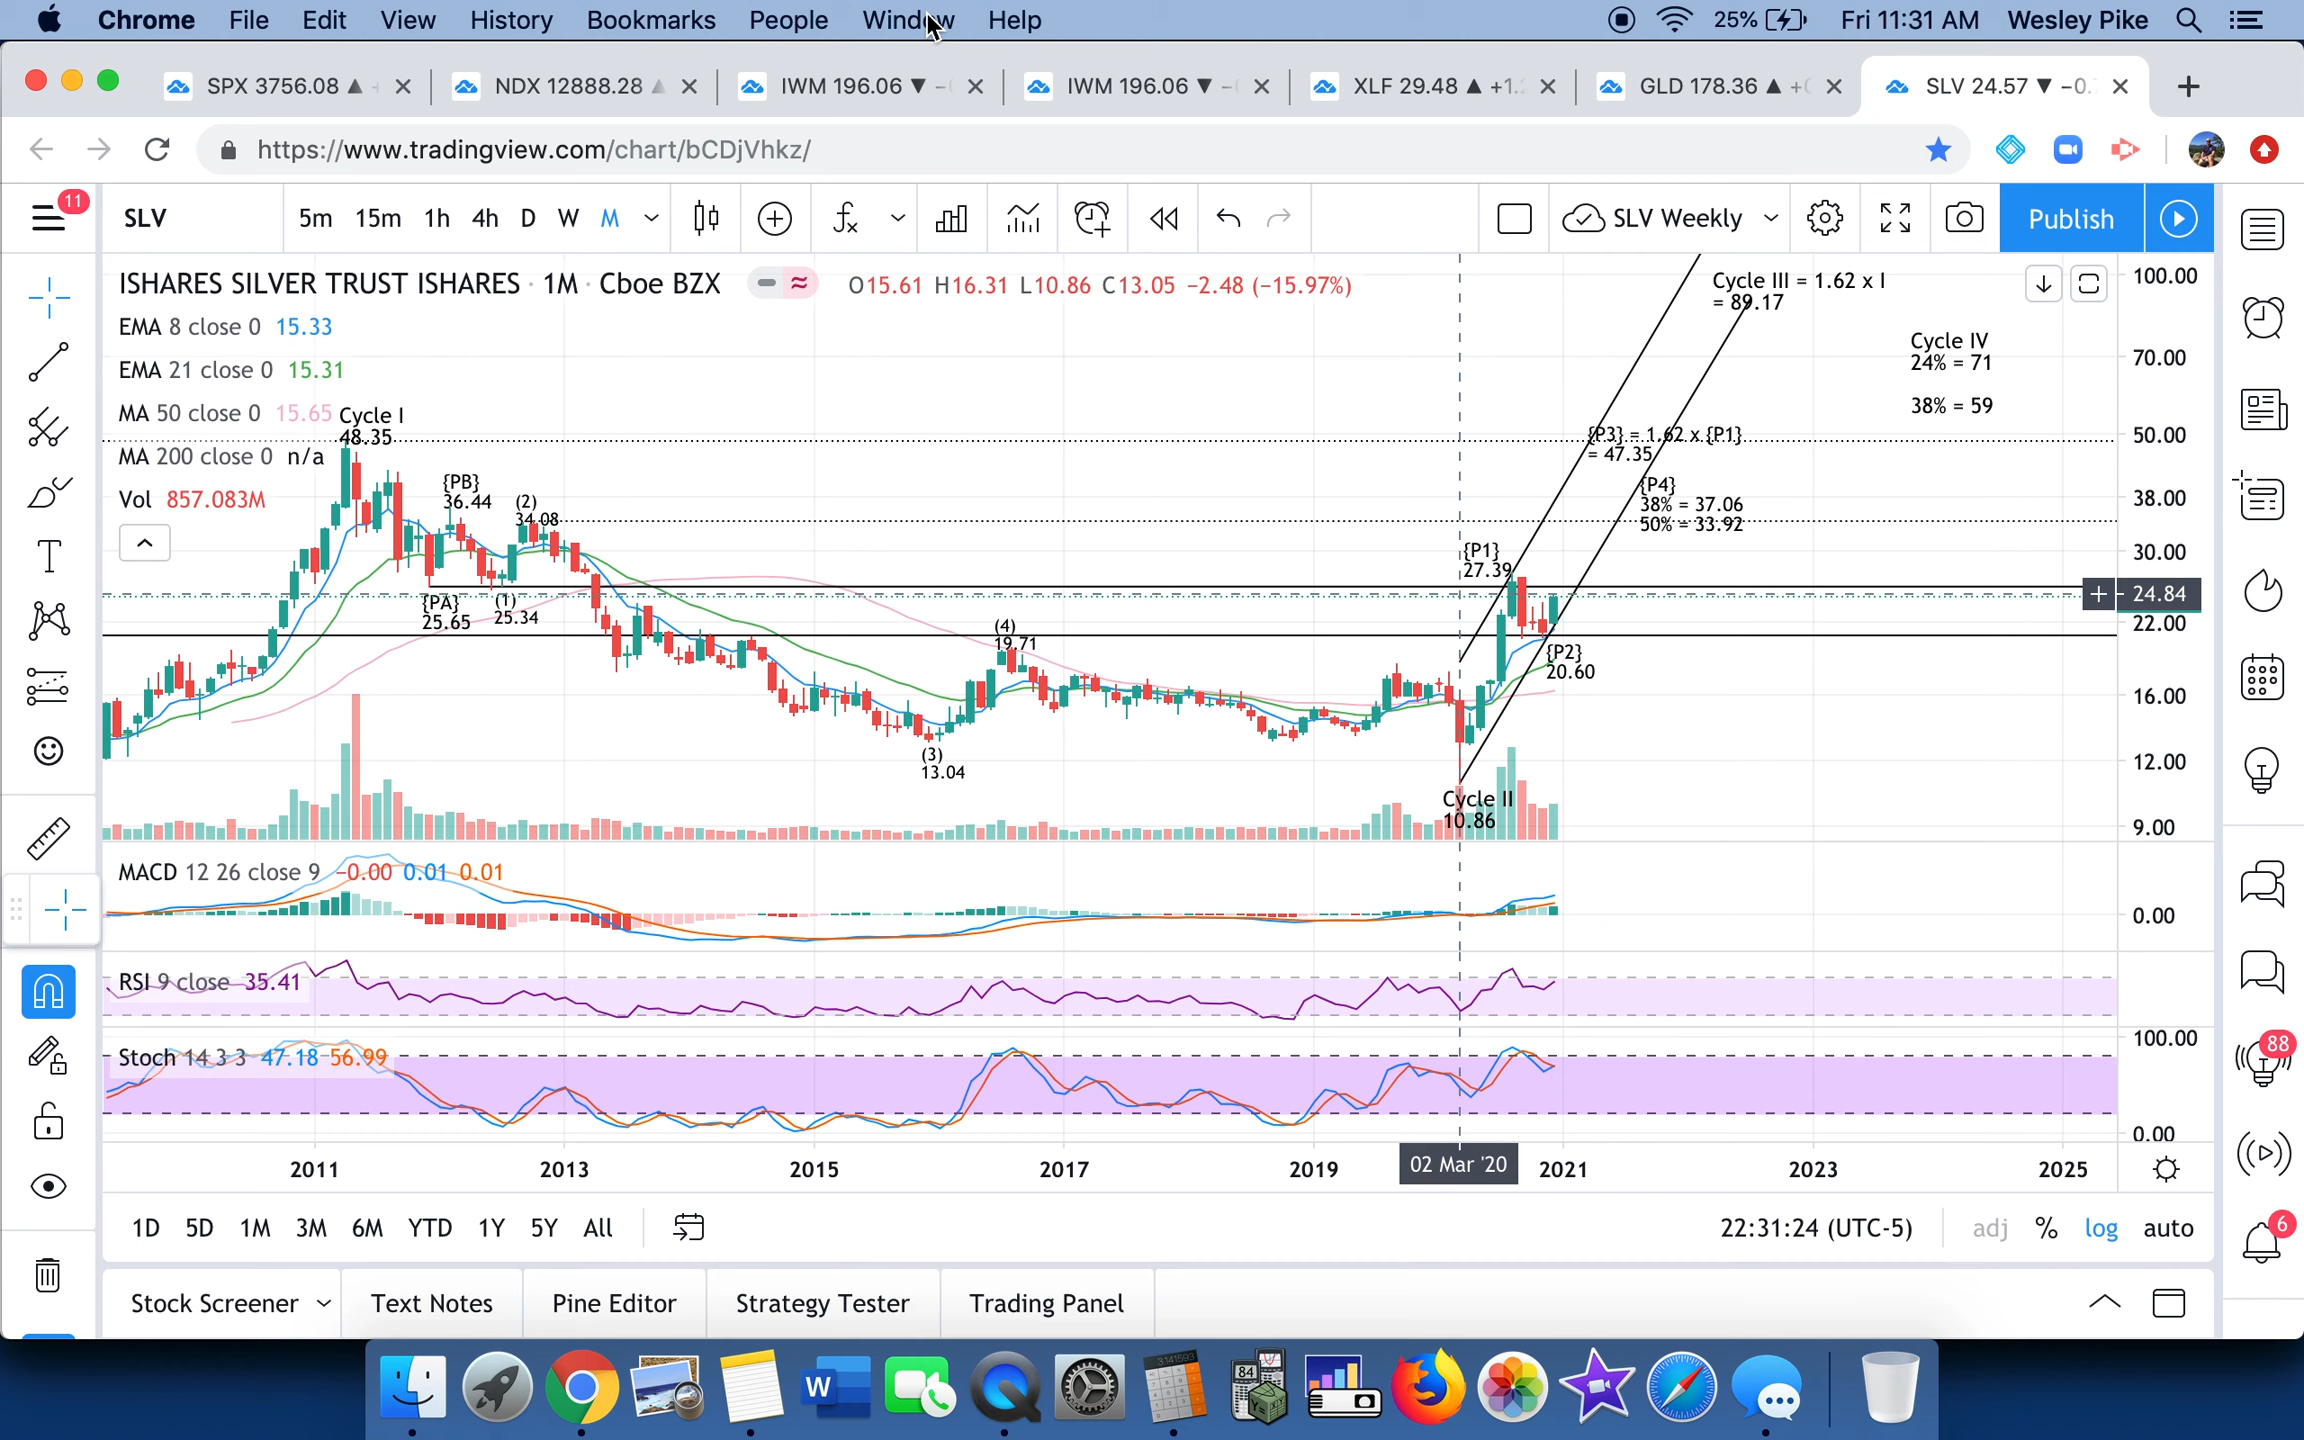 Chrome File Edit View History Bookmarks People Window Help 25% Fri 11:31 AM Wesley Pike
SPX 3756.08 ▲ NDX 12888.28 ▲ IWM 196.06 ▼ IWM 196.06 ▼ XLF 29.48 ▲ +1. GLD 178.36 ▲ SLV 24.57 ▼ −0.
https://www.tradingview.com/chart/bCDjVhkz/
11
SLV 5m 15m 1h 4h D W M SLV Weekly Publish
ISHARES SILVER TRUST ISHARES · 1M · Cboe BZX O15.61 H16.31 L10.86 C13.05 −2.48 (−15.97%)
EMA 8 close 0 15.33
EMA 21 close 0 15.31
MA 50 close 0 15.65
MA 200 close 0 n/a
Vol 857.083M
Cycle I
48.35
{PB}
36.44
(2)
34.08
{PA}
25.65
(1)
25.34
(3)
13.04
(4)
19.71
Cycle II
10.86
{P1}
27.39
{P2}
20.60
Cycle III = 1.62 x I
= 89.17
Cycle IV
24% = 71
38% = 59
{P3} = 1.62 x {P1}
= 47.35
{P4}
38% = 37.06
50% = 33.92
100.00
70.00
50.00
38.00
30.00
24.84
22.00
16.00
12.00
9.00
MACD 12 26 close 9 −0.00 0.01 0.01
0.00
RSI 9 close 35.41
Stoch 14 3 3 47.18 56.99
100.00
0.00
88
6
2011 2013 2015 2017 2019 02 Mar '20 2021 2023 2025
1D 5D 1M 3M 6M YTD 1Y 5Y All 22:31:24 (UTC-5) adj % log auto
Stock Screener Text Notes Pine Editor Strategy Tester Trading Panel
W
3.141593
84